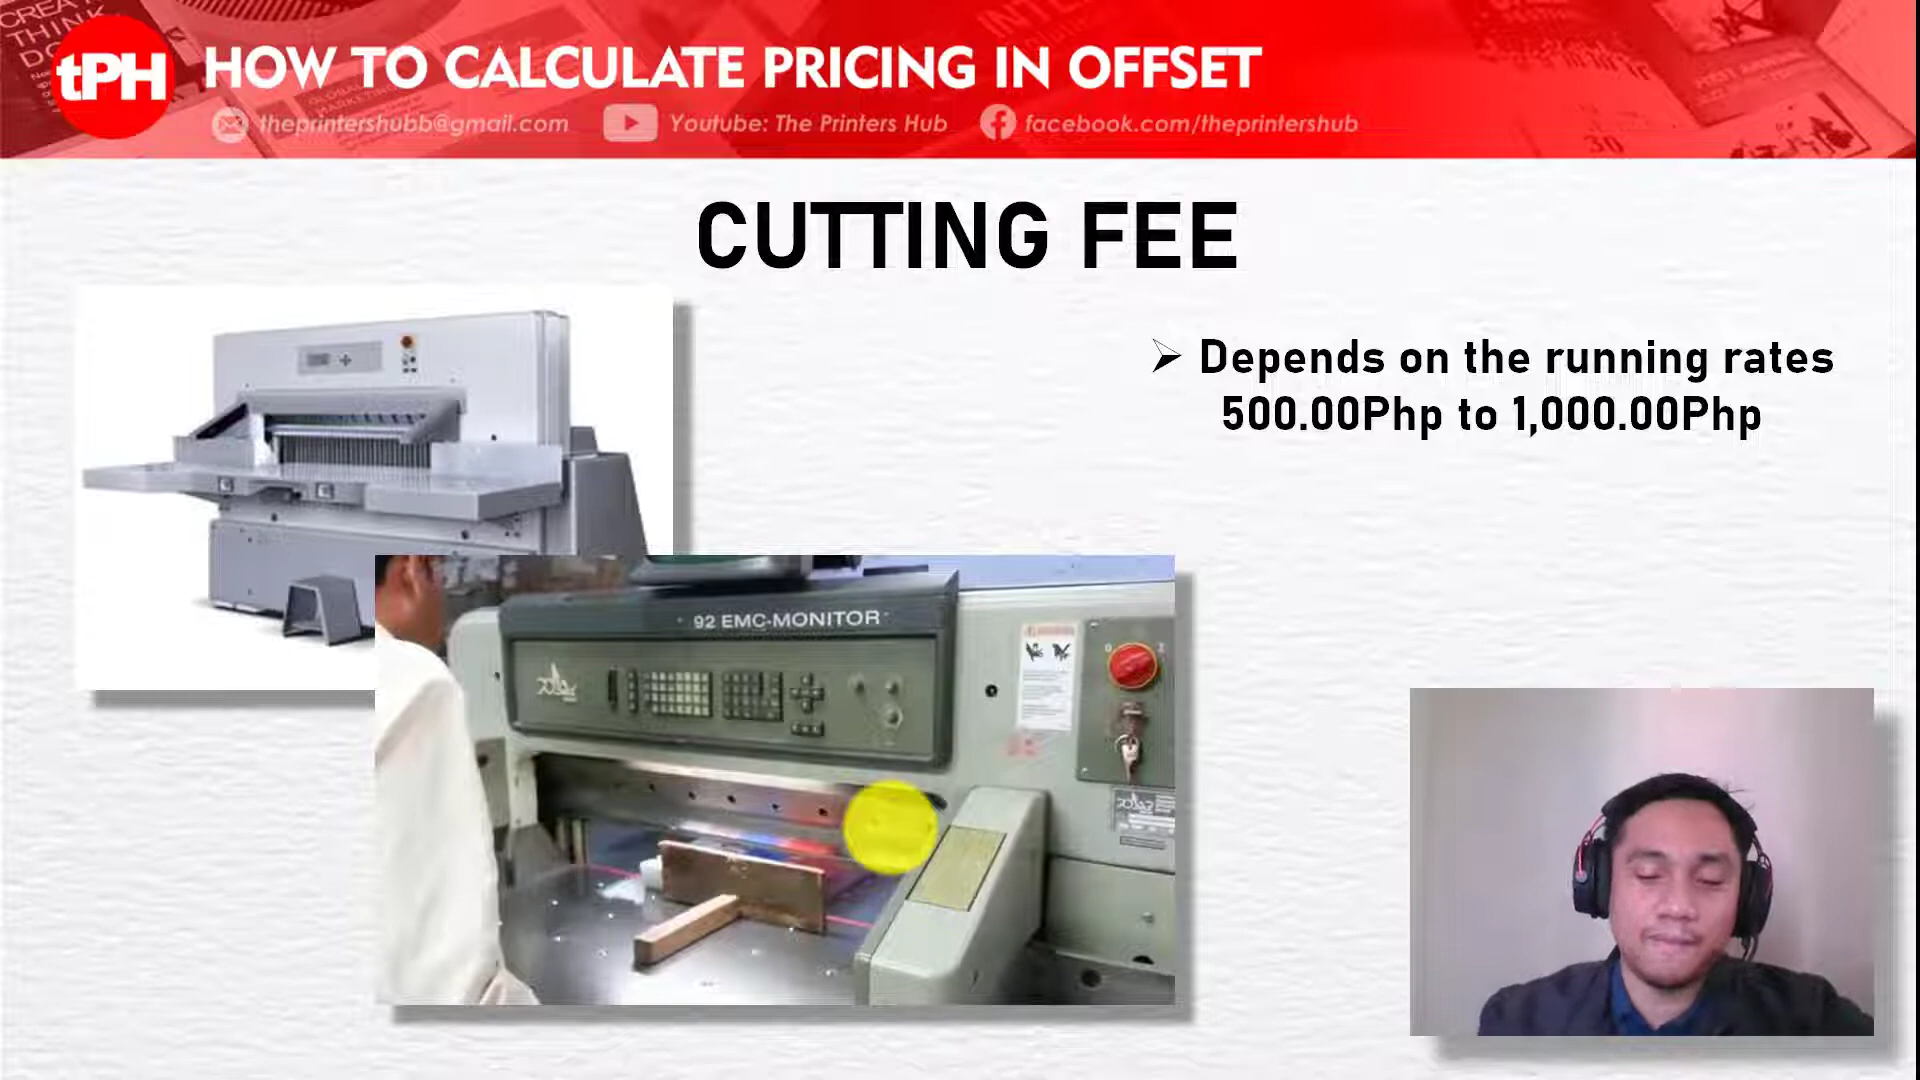 tPH
HOW TO CALCULATE PRICING IN OFFSET
theprintershubb@gmail.com
Youtube: The Printers Hub
facebook.com/theprintershub
CUTTING FEE
➢ Depends on the running rates
500.00Php to 1,000.00Php
92 EMC-MONITOR